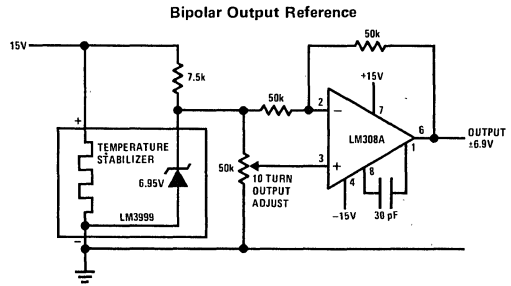 Bipolar Output Reference
15V
50k
7.5k
+15V
50k
2
−
7
LM308A
6
OUTPUT
±6.9V
+
TEMPERATURE
STABILIZER
6.95V
LM3999
50k
10 TURN
OUTPUT
ADJUST
3
+
1
8
4
−15V
30 pF
−